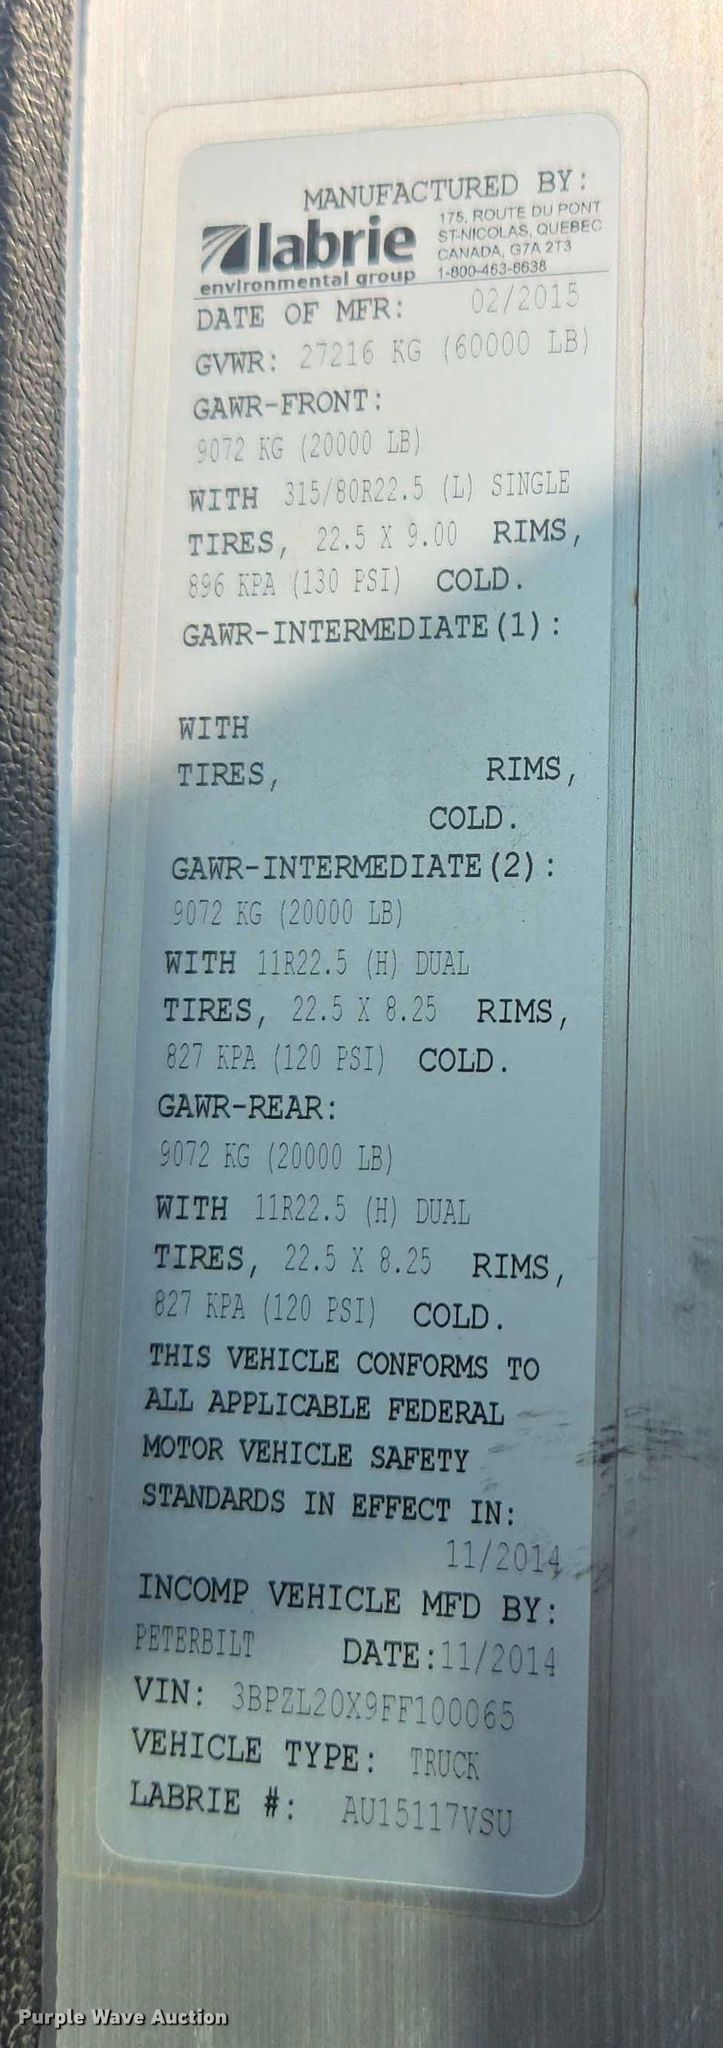 MANUFACTURED BY:
labrie
environmental group
175, ROUTE DU PONT
ST-NICOLAS, QUEBEC
CANADA, G7A 2T3
1-800-463-6638
DATE OF MFR: 02/2015
GVWR: 27216 KG (60000 LB)
GAWR-FRONT:
9072 KG (20000 LB)
WITH 315/80R22.5 (L) SINGLE
TIRES, 22.5 X 9.00 RIMS,
896 KPA (130 PSI) COLD.
GAWR-INTERMEDIATE(1):
WITH
TIRES, RIMS,
COLD.
GAWR-INTERMEDIATE(2):
9072 KG (20000 LB)
WITH 11R22.5 (H) DUAL
TIRES, 22.5 X 8.25 RIMS,
827 KPA (120 PSI) COLD.
GAWR-REAR:
9072 KG (20000 LB)
WITH 11R22.5 (H) DUAL
TIRES, 22.5 X 8.25 RIMS,
827 KPA (120 PSI) COLD.
THIS VEHICLE CONFORMS TO
ALL APPLICABLE FEDERAL
MOTOR VEHICLE SAFETY
STANDARDS IN EFFECT IN:
11/2014
INCOMP VEHICLE MFD BY:
PETERBILT DATE:11/2014
VIN: 3BPZL20X9FF100065
VEHICLE TYPE: TRUCK
LABRIE #: AU15117VSU
Purple Wave Auction